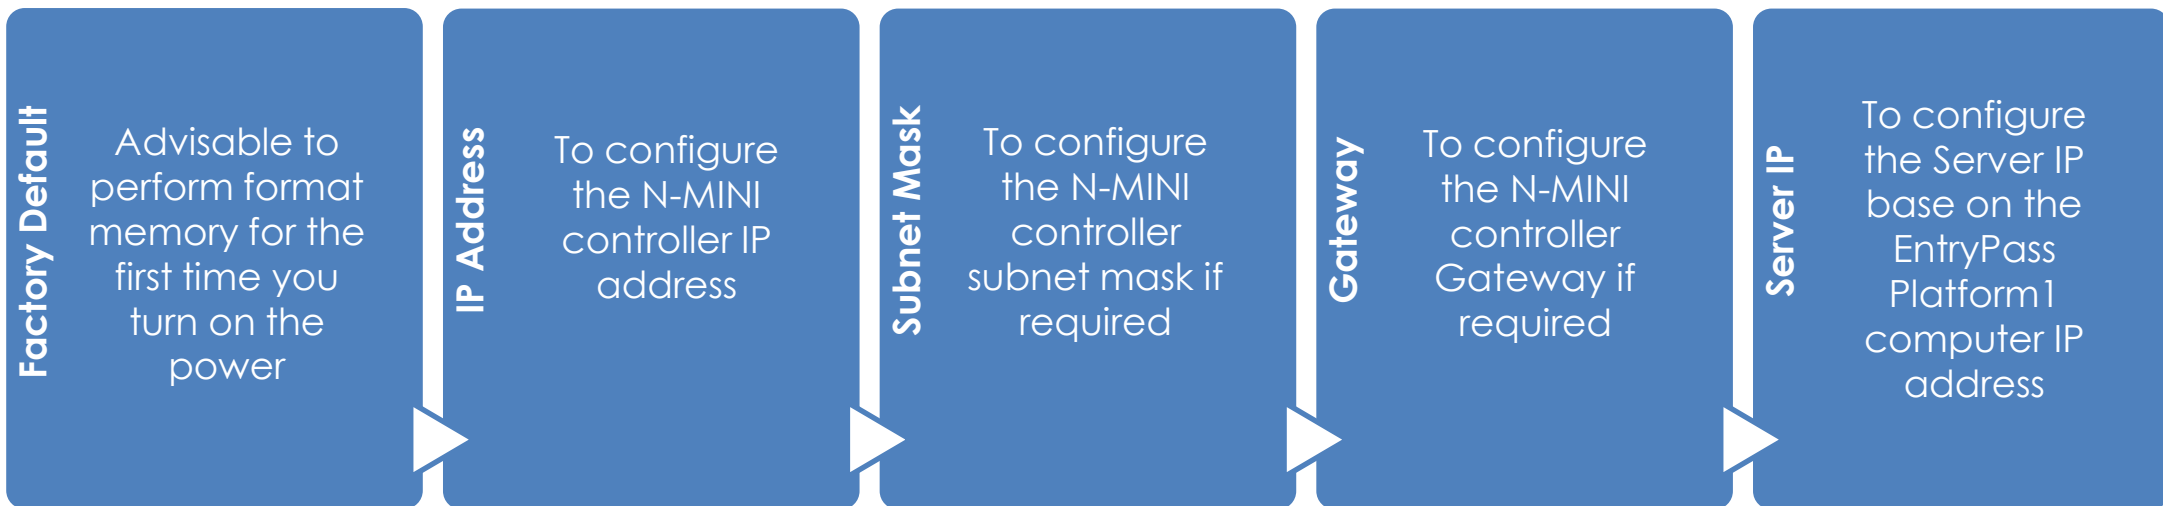 Factory Default
Advisable to
perform format
memory for the
first time you
turn on the
power
IP Address
To configure
the N-MINI
controller IP
address
Subnet Mask
To configure
the N-MINI
controller
subnet mask if
required
Gateway
To configure
the N-MINI
controller
Gateway if
required
Server IP
To configure
the Server IP
base on the
EntryPass
Platform1
computer IP
address